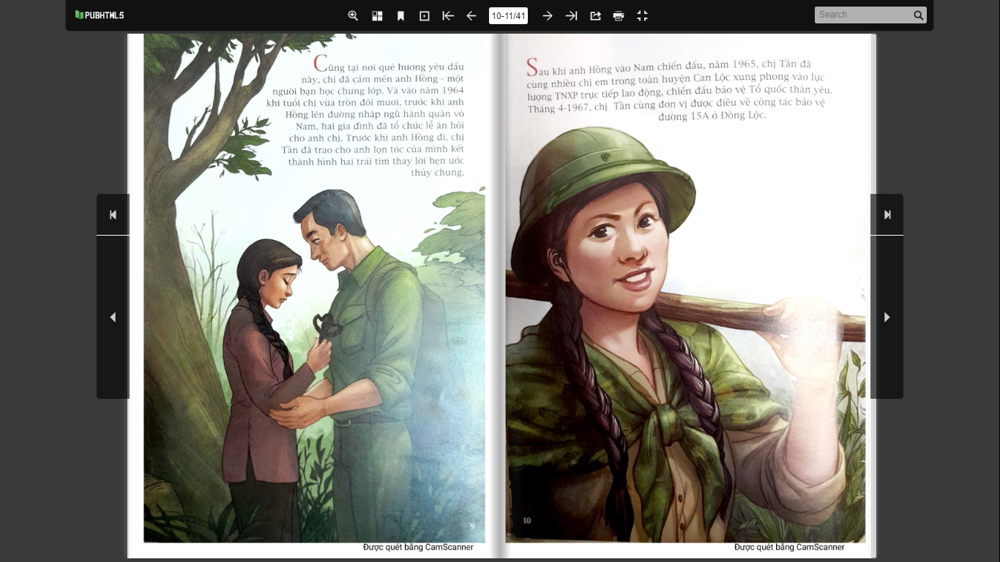 PUBHTML5
10-11/41
Search
Cũng tại nơi quê hương yêu dấu
này, chị đã cảm mến anh Hồng - một
người bạn học chung lớp. Và vào năm 1964
khi tuổi chị vừa tròn đôi mươi, trước khi anh
Hồng lên đường nhập ngũ hành quân vô
Nam, hai gia đình đã tổ chức lễ ăn hỏi
cho anh chị. Trước khi anh Hồng đi, chị
Tần đã trao cho anh lọn tóc của mình kết
thành hình hai trái tim thay lời hẹn ước
thủy chung.
9
Được quét bằng CamScanner
Sau khi anh Hồng vào Nam chiến đấu, năm 1965, chị Tần đã
cùng nhiều chị em trong toàn huyện Can Lộc xung phong vào lực
lượng TNXP trực tiếp lao động, chiến đấu bảo vệ Tổ quốc thân yêu.
Tháng 4-1967, chị Tần cùng đơn vị được điều về công tác bảo vệ
đường 15A ở Đồng Lộc.
10
Được quét bằng CamScanner